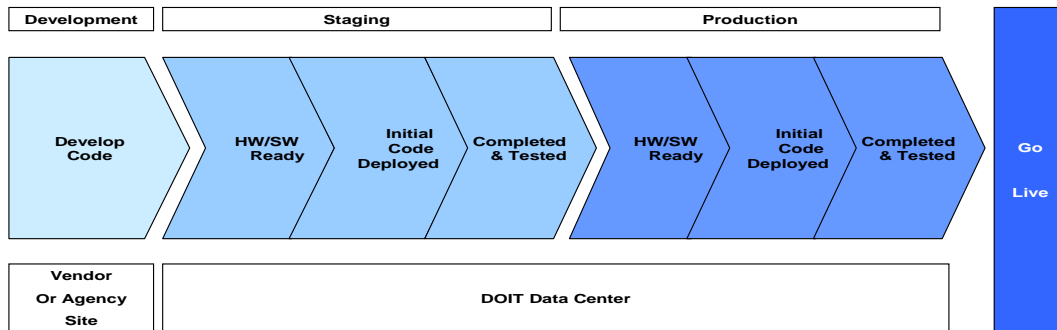 Development
Staging
Production
Develop
Code
HW/SW
Ready
Initial
Code
Deployed
Completed
& Tested
HW/SW
Ready
Initial
Code
Deployed
Completed
& Tested
Go
Live
Vendor
Or Agency
Site
DOIT Data Center